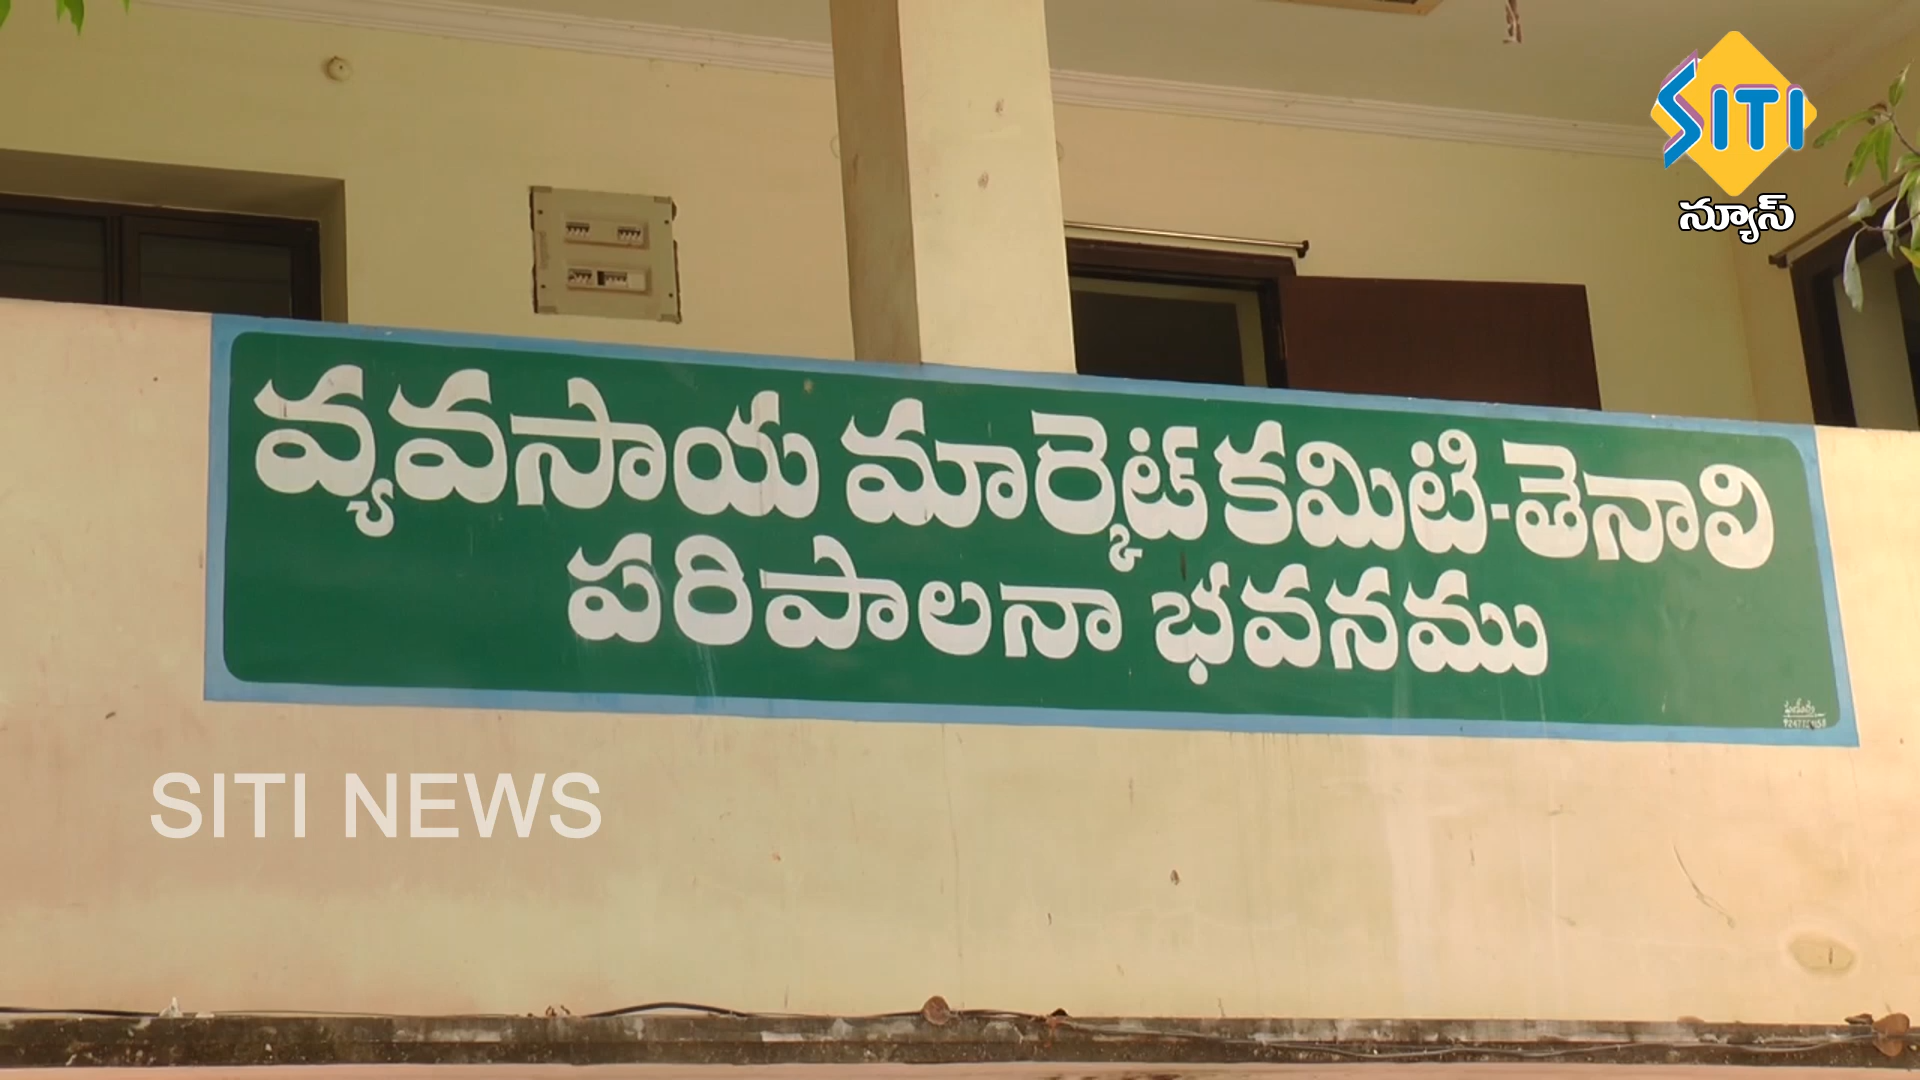 SITI
న్యూస్
వ్యవసాయ మార్కెట్ కమిటి-తెనాలి
పరిపాలనా భవనము
SITI NEWS